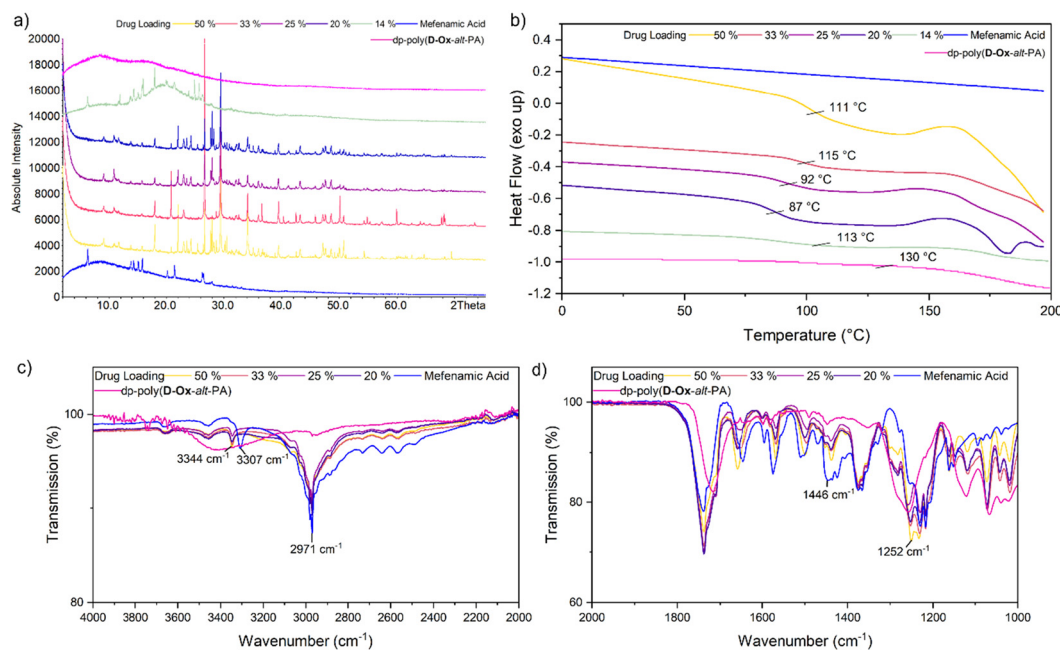 a)
Drug Loading 50 % 33 % 25 % 20 % 14 % Mefenamic Acid
dp-poly(D-Ox-alt-PA)
Absolute Intensity
20000
18000
16000
14000
12000
10000
8000
6000
4000
2000
0
10.0 20.0 30.0 40.0 50.0 60.0 2Theta
b)
Drug Loading 50 % 33 % 25 % 20 % 14 % Mefenamic Acid
dp-poly(D-Ox-alt-PA)
Heat Flow (exo up)
0.4
0.2
0.0
-0.2
-0.4
-0.6
-0.8
-1.0
-1.2
111 °C
115 °C
92 °C
87 °C
113 °C
130 °C
0 50 100 150 200
Temperature (°C)
c)
Drug Loading 50 % 33 % 25 % 20 % Mefenamic Acid
dp-poly(D-Ox-alt-PA)
Transmission (%)
100
80
3344 cm⁻¹ 3307 cm⁻¹
2971 cm⁻¹
4000 3800 3600 3400 3200 3000 2800 2600 2400 2200 2000
Wavenumber (cm⁻¹)
d)
Drug Loading 50 % 33 % 25 % 20 % Mefenamic Acid
dp-poly(D-Ox-alt-PA)
Transmission (%)
100
80
60
1446 cm⁻¹
1252 cm⁻¹
2000 1800 1600 1400 1200 1000
Wavenumber (cm⁻¹)